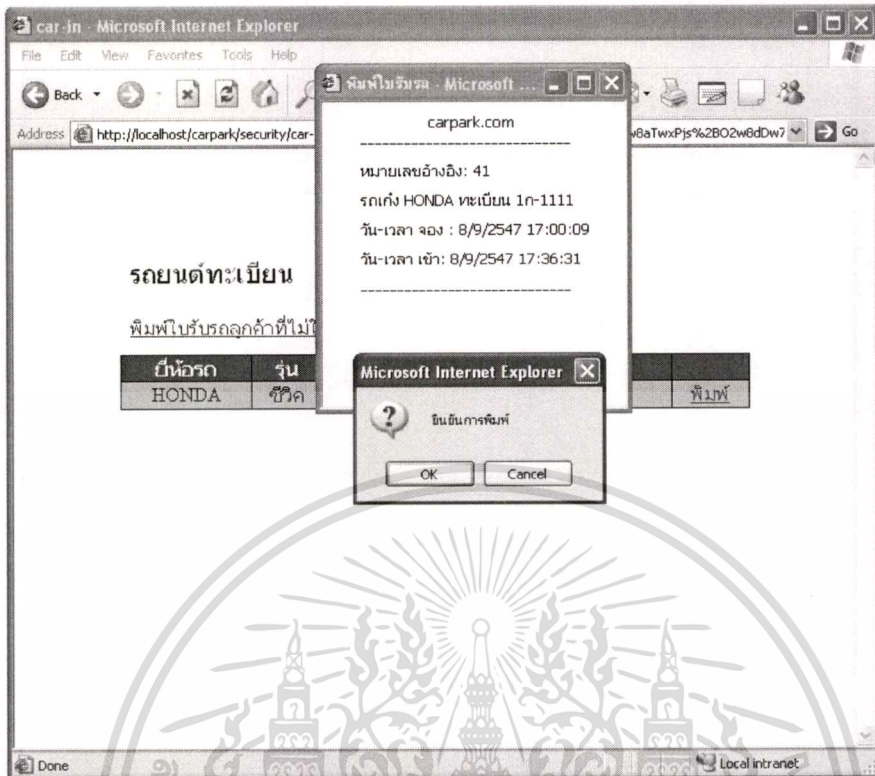 car-in - Microsoft Internet Explorer
File Edit View Favorites Tools Help
Back
Address http://localhost/carpark/security/car-
Go
พิมพ์ใบรับรถ - Microsoft ...
carpark.com
------------------------------
หมายเลขอ้างอิง: 41
รถเก๋ง HONDA ทะเบียน 1ก-1111
วัน-เวลา จอง : 8/9/2547 17:00:09
วัน-เวลา เข้า: 8/9/2547 17:36:31
------------------------------
รถยนต์ทะเบียน
พิมพ์ใบรับรถลูกค้าที่ไม่
ยี่ห้อรถ รุ่น
HONDA ซีวิค พิมพ์
Microsoft Internet Explorer
ยืนยันการพิมพ์
OK Cancel
Done Local intranet